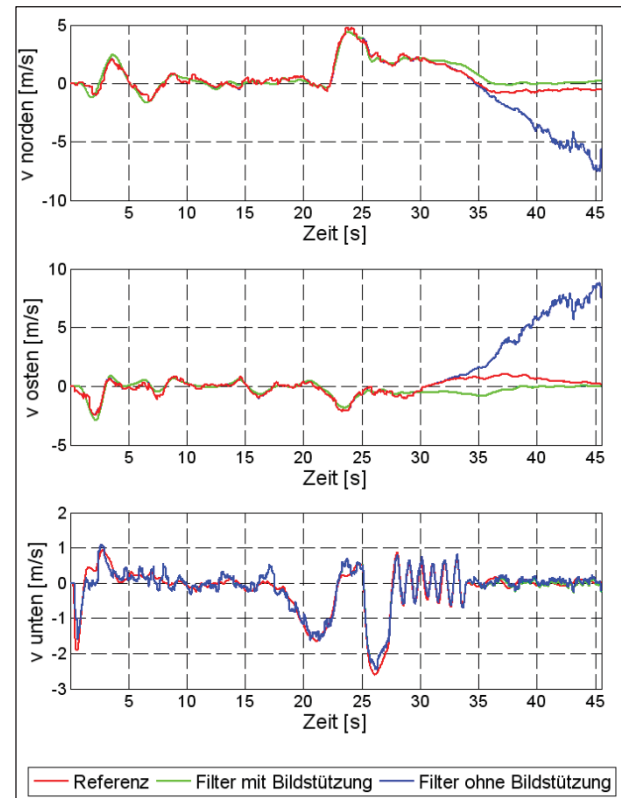 v norden [m/s]
5
0
-5
-10
5 10 15 20 25 30 35 40 45
Zeit [s]
v osten [m/s]
10
5
0
-5
5 10 15 20 25 30 35 40 45
Zeit [s]
v unten [m/s]
2
1
0
-1
-2
-3
5 10 15 20 25 30 35 40 45
Zeit [s]
Referenz Filter mit Bildstützung Filter ohne Bildstützung